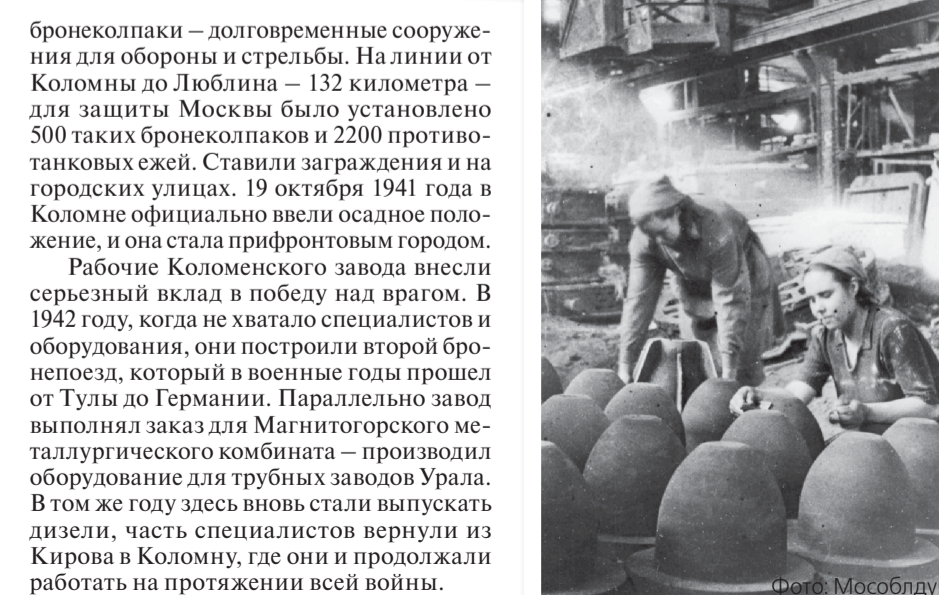 бронеколпаки – долговременные сооруже-
ния для обороны и стрельбы. На линии от
Коломны до Люблина – 132 километра –
для защиты Москвы было установлено
500 таких бронеколпаков и 2200 противо-
танковых ежей. Ставили заграждения и на
городских улицах. 19 октября 1941 года в
Коломне официально ввели осадное поло-
жение, и она стала прифронтовым городом.
Рабочие Коломенского завода внесли
серьезный вклад в победу над врагом. В
1942 году, когда не хватало специалистов и
оборудования, они построили второй бро-
непоезд, который в военные годы прошел
от Тулы до Германии. Параллельно завод
выполнял заказ для Магнитогорского ме-
таллургического комбината – производил
оборудование для трубных заводов Урала.
В том же году здесь вновь стали выпускать
дизели, часть специалистов вернули из
Кирова в Коломну, где они и продолжали
работать на протяжении всей войны.
Фото: Мособлду